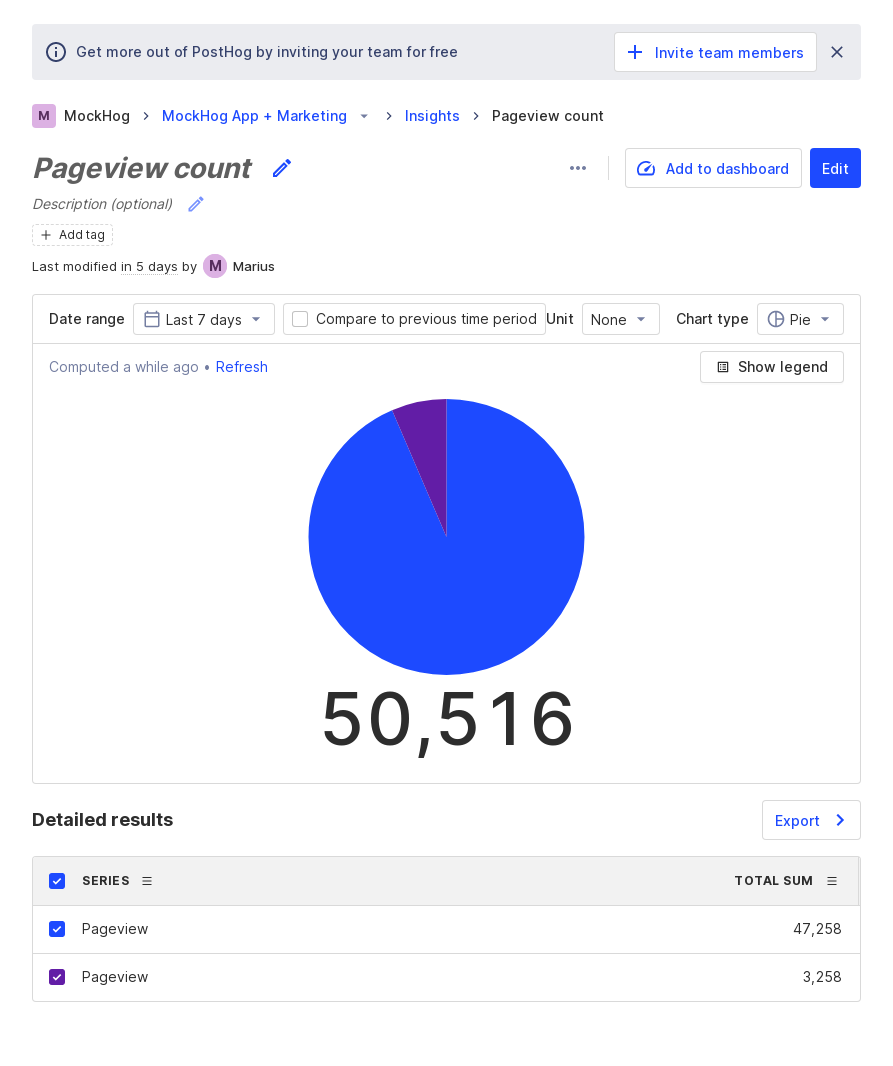 Get more out of PostHog by inviting your team for free
Invite team members
M MockHog MockHog App + Marketing Insights Pageview count
Pageview count
Add to dashboard
Edit
Description (optional)
Add tag
Last modified in 5 days by M Marius
Date range Last 7 days Compare to previous time period Unit None Chart type Pie
Computed a while ago • Refresh
Show legend
50,516
Detailed results
Export
SERIES TOTAL SUM
Pageview 47,258
Pageview 3,258